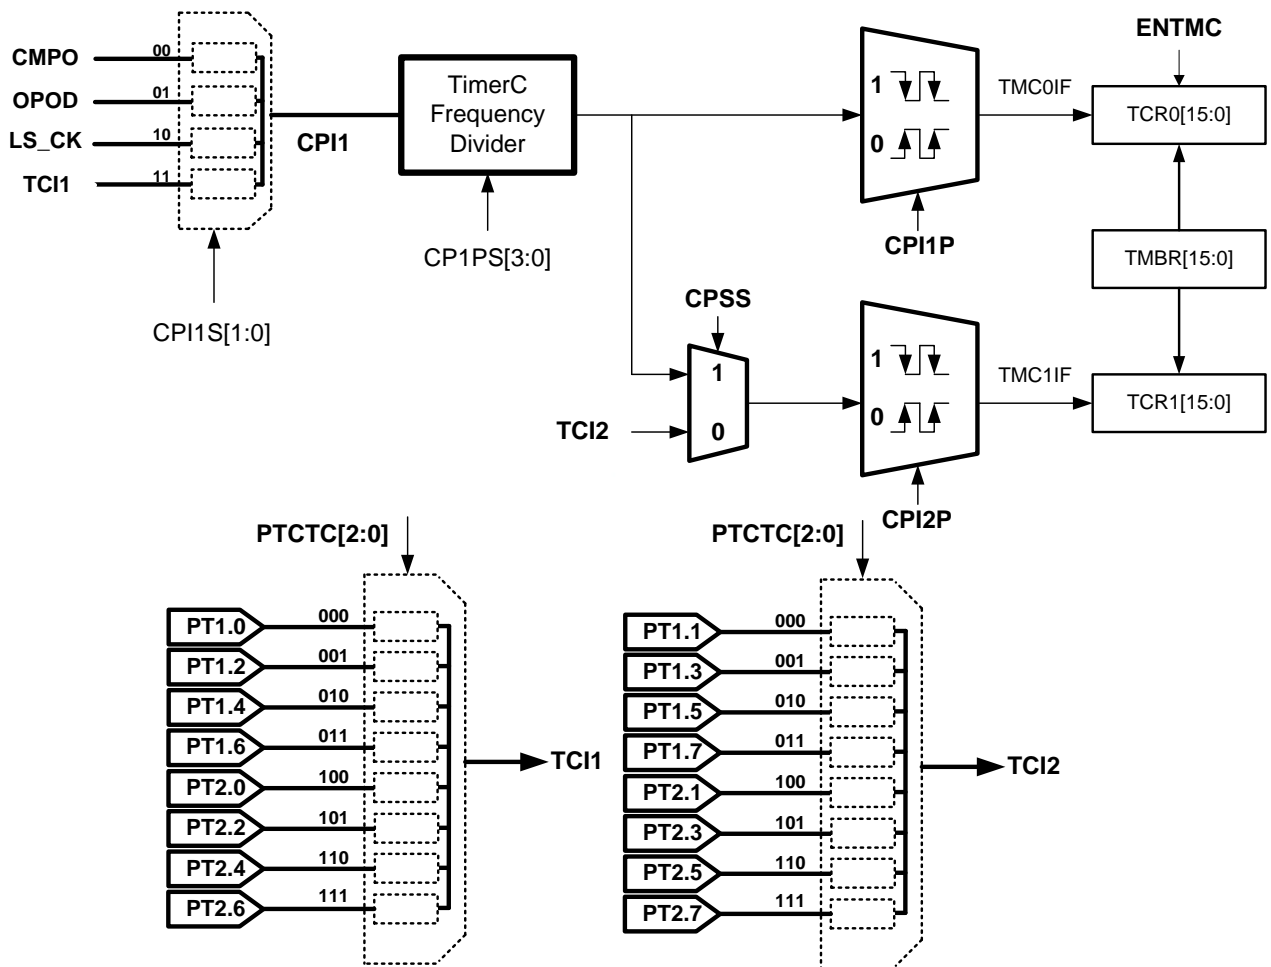 ENTMC
CMPO
00
OPOD
01
LS_CK
10
TCI1
11
CPI1
TimerC
Frequency
Divider
1
0
TMC0IF
TCR0[15:0]
CPI1S[1:0]
CP1PS[3:0]
CPI1P
TMBR[15:0]
CPSS
1
0
TCI2
1
0
TMC1IF
TCR1[15:0]
CPI2P
PTCTC[2:0]
PT1.0
000
PT1.2
001
PT1.4
010
PT1.6
011
PT2.0
100
PT2.2
101
PT2.4
110
PT2.6
111
TCI1
PTCTC[2:0]
PT1.1
000
PT1.3
001
PT1.5
010
PT1.7
011
PT2.1
100
PT2.3
101
PT2.5
110
PT2.7
111
TCI2